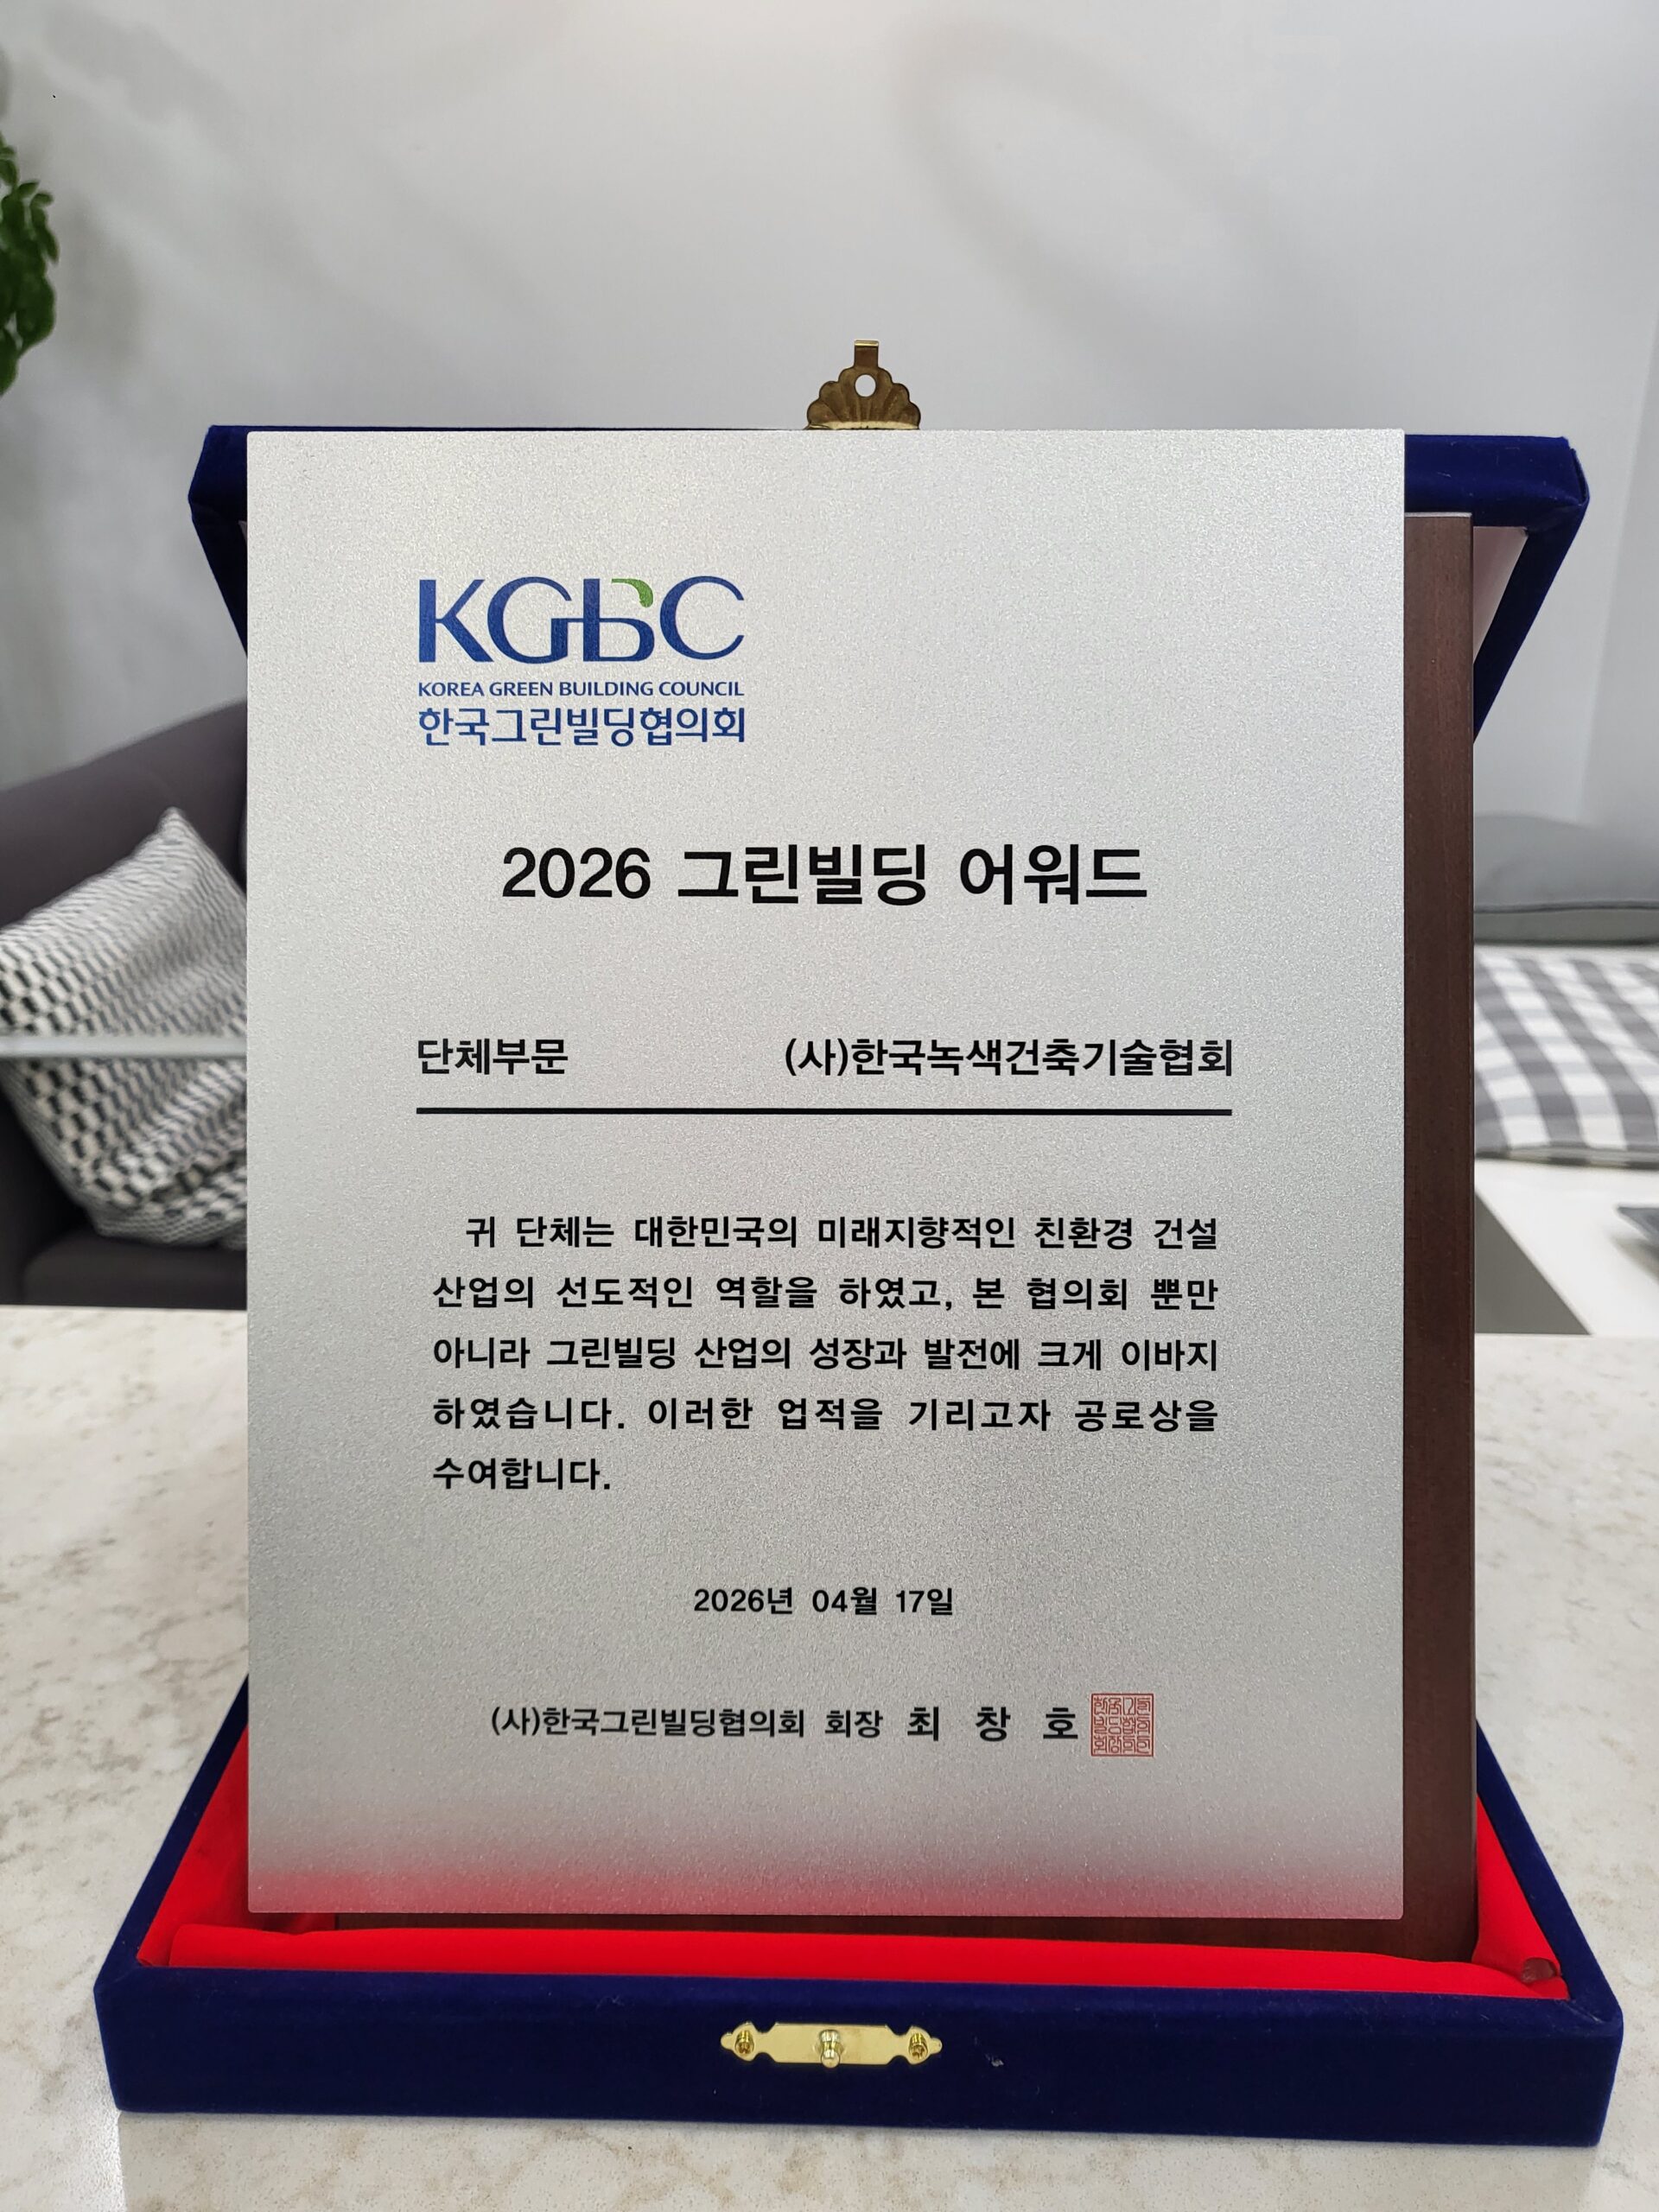 KGBC
KOREA GREEN BUILDING COUNCIL
한국그린빌딩협의회
2026 그린빌딩 어워드
단체부문 (사)한국녹색건축기술협회
귀 단체는 대한민국의 미래지향적인 친환경 건설
산업의 선도적인 역할을 하였고, 본 협의회 뿐만
아니라 그린빌딩 산업의 성장과 발전에 크게 이바지
하였습니다. 이러한 업적을 기리고자 공로상을
수여합니다.
2026년 04월 17일
(사)한국그린빌딩협의회 회장 최 창 호